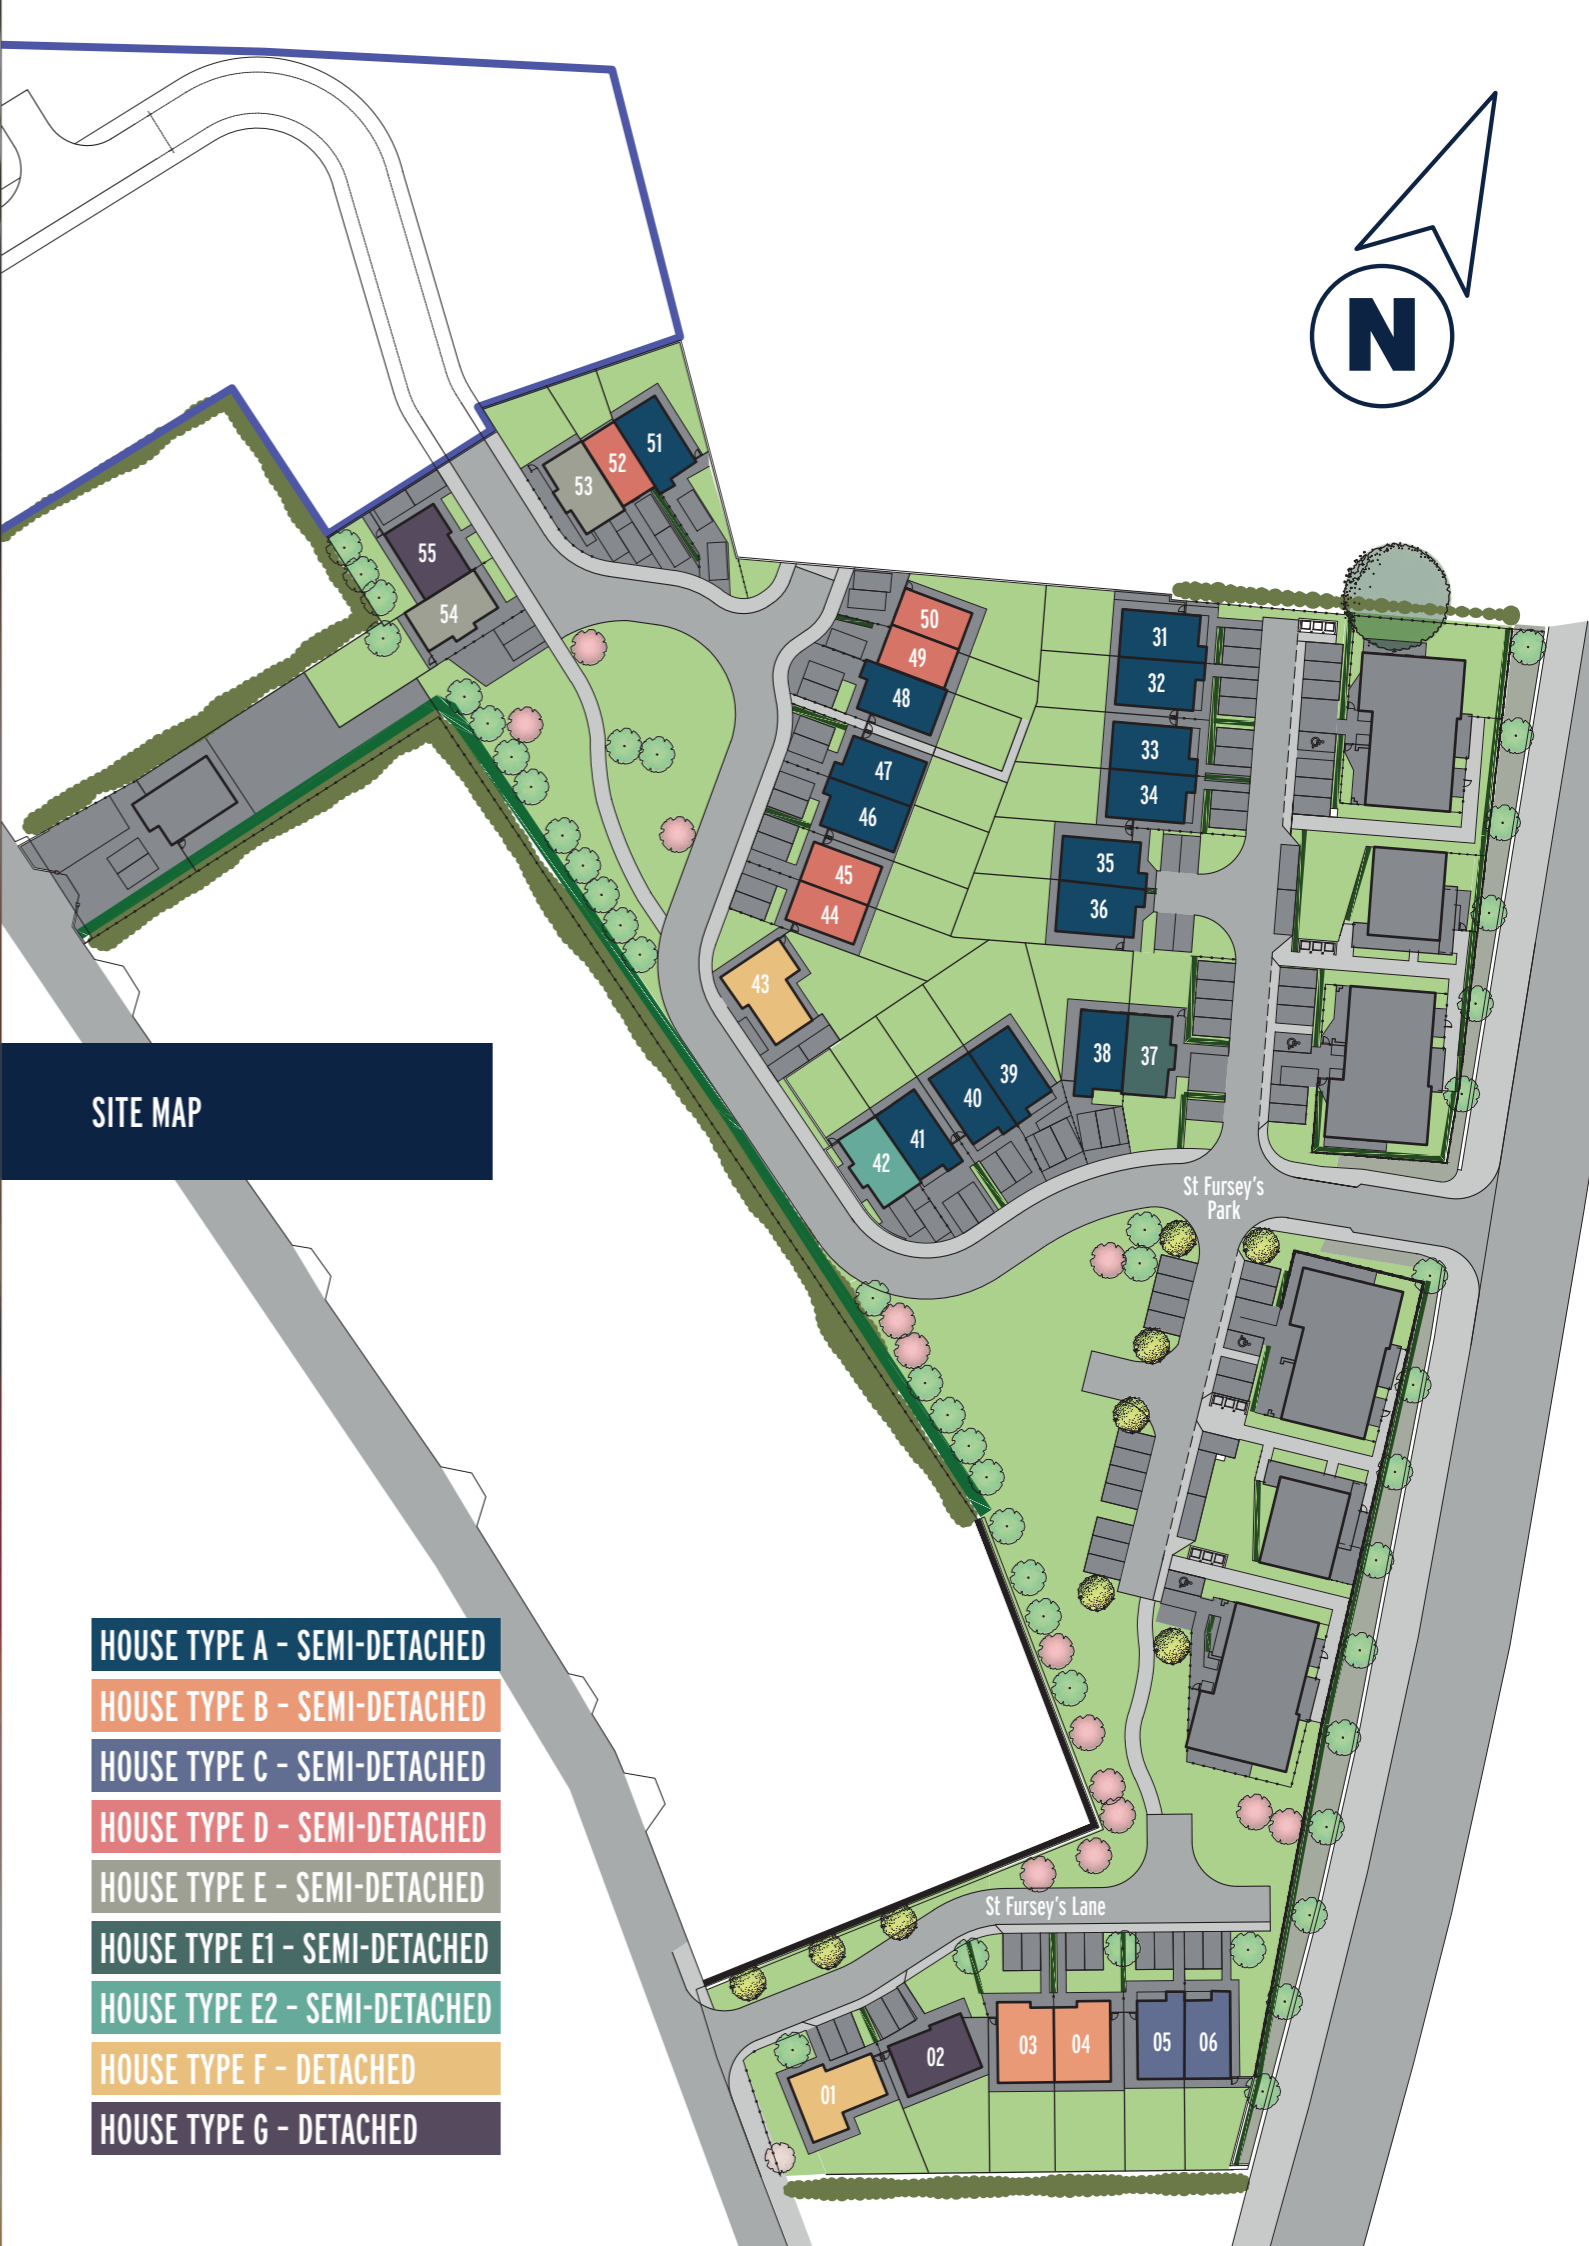 N
51
52
53
55
54
50
49
48
47
46
45
44
43
31
32
33
34
35
36
38
37
39
40
41
42
SITE MAP
St Fursey's
Park
HOUSE TYPE A – SEMI-DETACHED
HOUSE TYPE B – SEMI-DETACHED
HOUSE TYPE C – SEMI-DETACHED
HOUSE TYPE D – SEMI-DETACHED
HOUSE TYPE E – SEMI-DETACHED
HOUSE TYPE E1 – SEMI-DETACHED
HOUSE TYPE E2 – SEMI-DETACHED
HOUSE TYPE F – DETACHED
HOUSE TYPE G – DETACHED
St Fursey's Lane
01
02
03
04
05
06